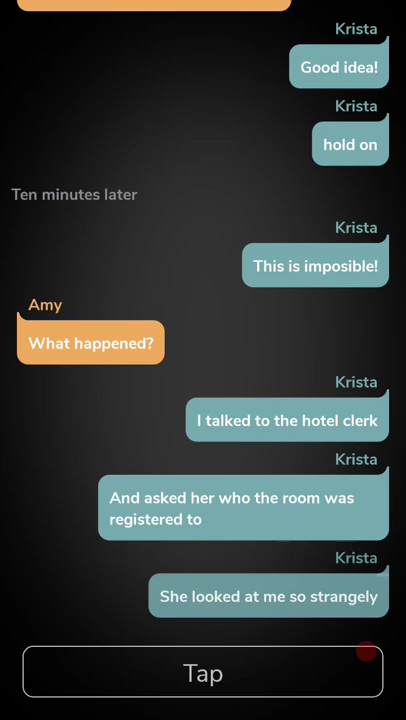 Krista
Good idea!
Krista
hold on
Ten minutes later
Krista
This is imposible!
Amy
What happened?
Krista
I talked to the hotel clerk
Krista
And asked her who the room was
registered to
Krista
She looked at me so strangely
Tap